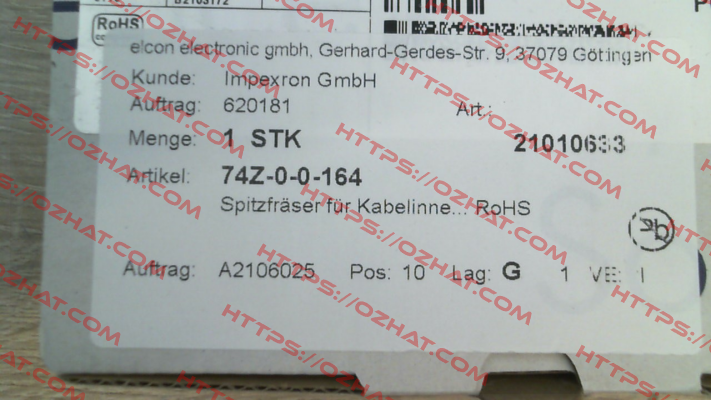 RoHS
elcon electronic gmbh, Gerhard-Gerdes-Str. 9, 37079 Göttingen
Kunde: Impexron GmbH
Auftrag: 620181 Art.:
Menge: 1 STK 21010633
Artikel: 74Z-0-0-164
Spitzfräser für Kabelinne... RoHS
Auftrag: A2106025 Pos: 10 Lag: G 1 VE: 1
HTTPS://OZHAT.COM